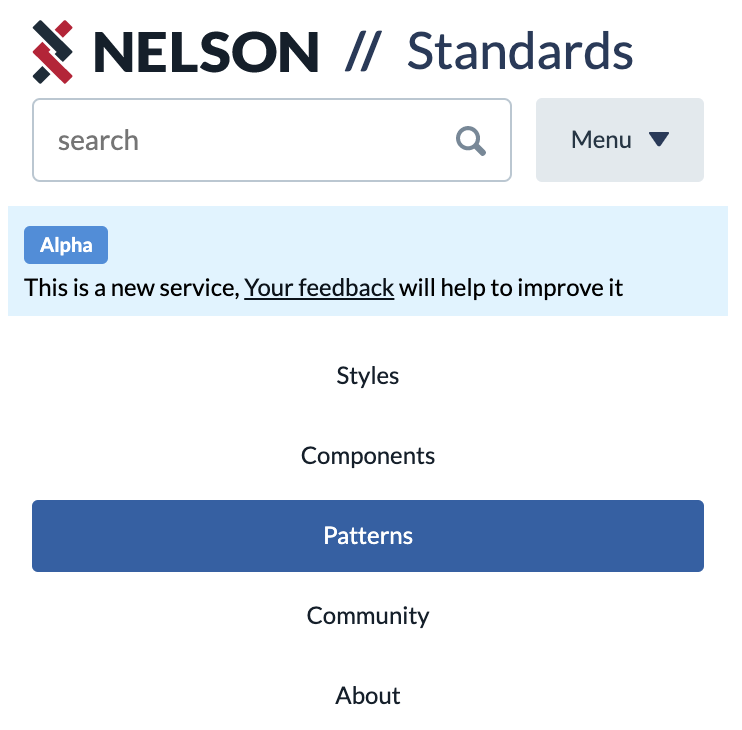 NELSON // Standards
search
Menu
Alpha
This is a new service, Your feedback will help to improve it
Styles
Components
Patterns
Community
About